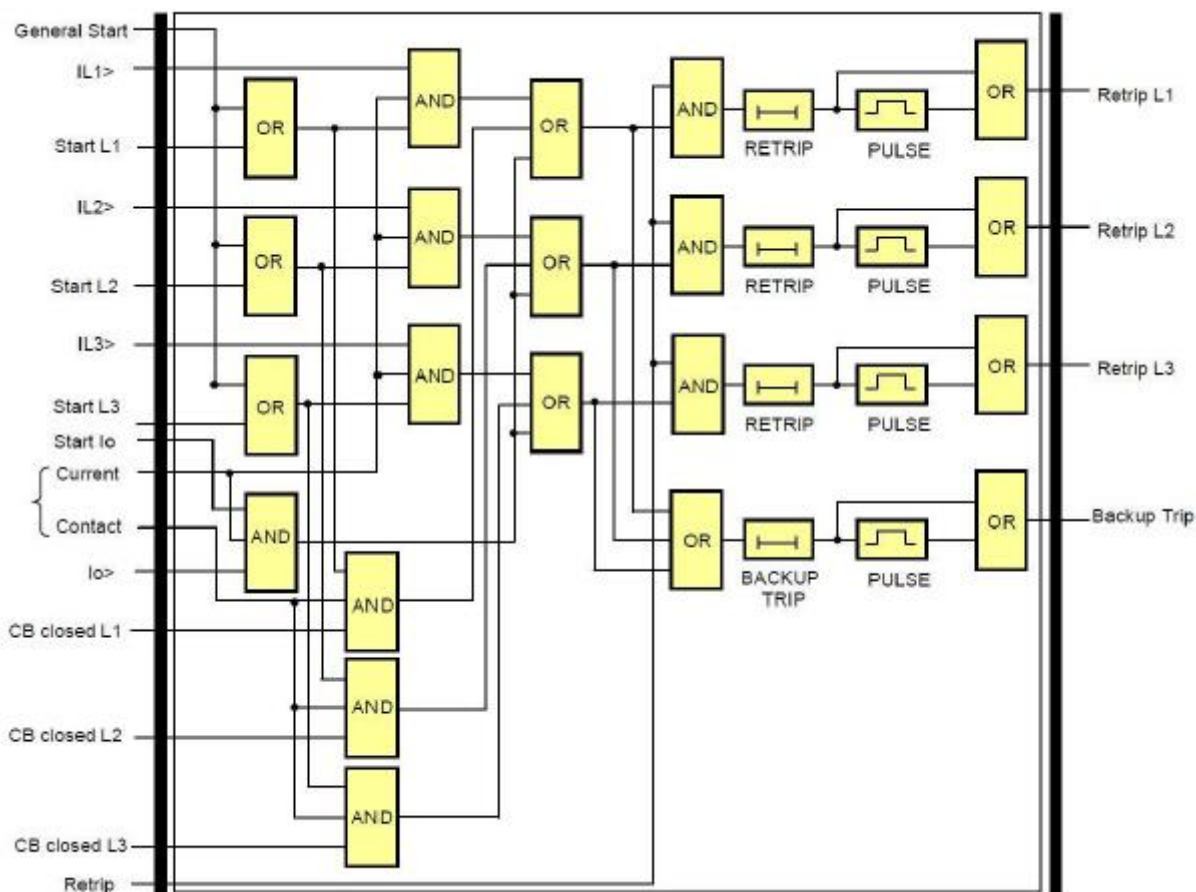 General Start
IL1>
Start L1
IL2>
Start L2
IL3>
Start L3
Start Io
Current
Contact
Io>
CB closed L1
CB closed L2
CB closed L3
Retrip
OR
OR
OR
AND
AND
AND
AND
AND
AND
AND
OR
OR
OR
AND
AND
AND
OR
RETRIP
RETRIP
RETRIP
BACKUP
TRIP
PULSE
PULSE
PULSE
PULSE
OR
OR
OR
OR
Retrip L1
Retrip L2
Retrip L3
Backup Trip